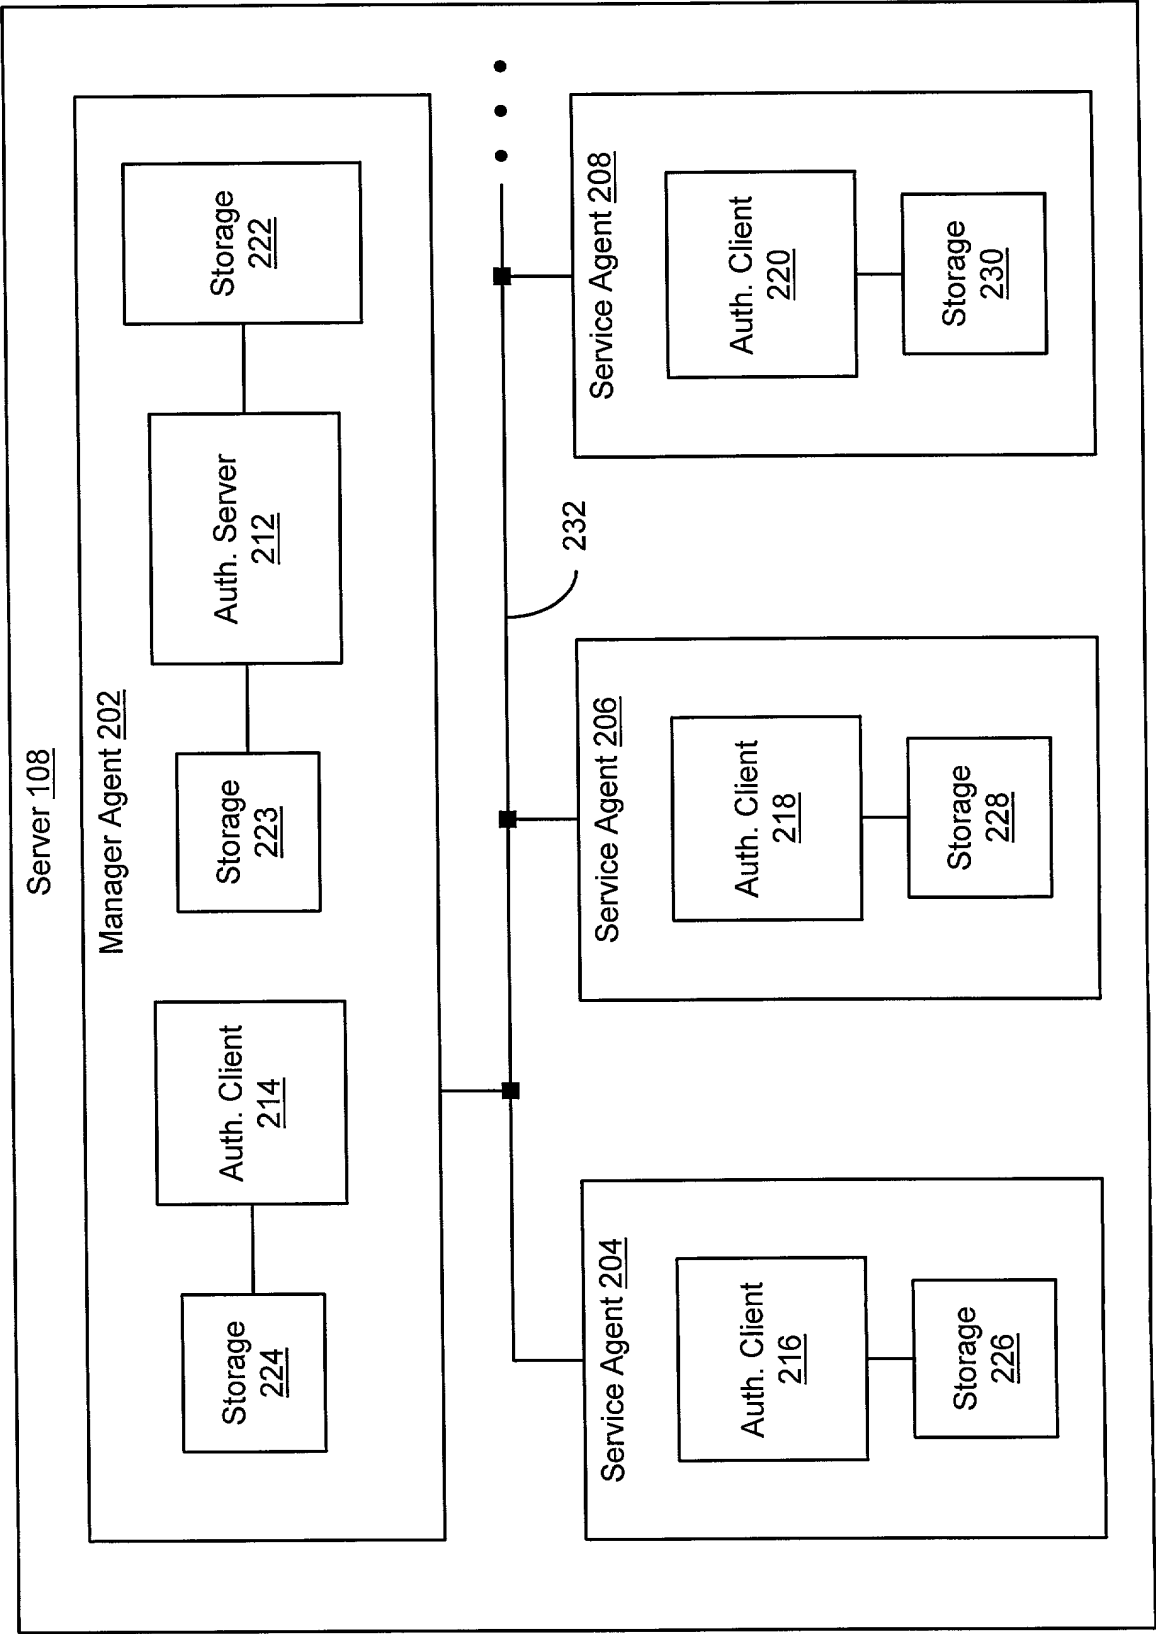 Server 108
Manager Agent 202
Storage
224
Auth. Client
214
Storage
223
Auth. Server
212
Storage
222
232
Service Agent 204
Auth. Client
216
Storage
226
Service Agent 206
Auth. Client
218
Storage
228
Service Agent 208
Auth. Client
220
Storage
230